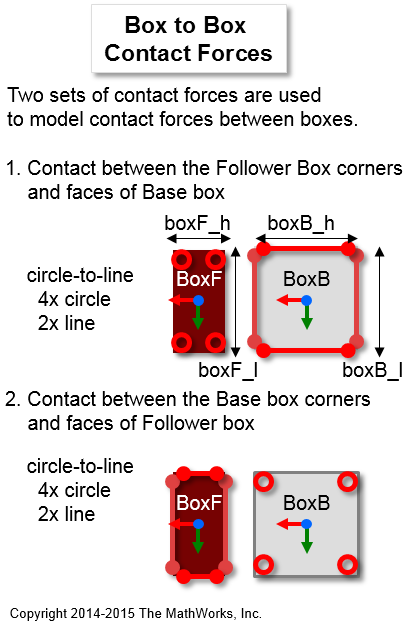 Box to Box
Contact Forces
Two sets of contact forces are used
to model contact forces between boxes.
1. Contact between the Follower Box corners
and faces of Base box
boxF_h boxB_h
circle-to-line
4x circle
2x line
BoxF BoxB
boxF_l boxB_l
2. Contact between the Base box corners
and faces of Follower box
circle-to-line
4x circle
2x line
BoxF BoxB
Copyright 2014-2015 The MathWorks, Inc.